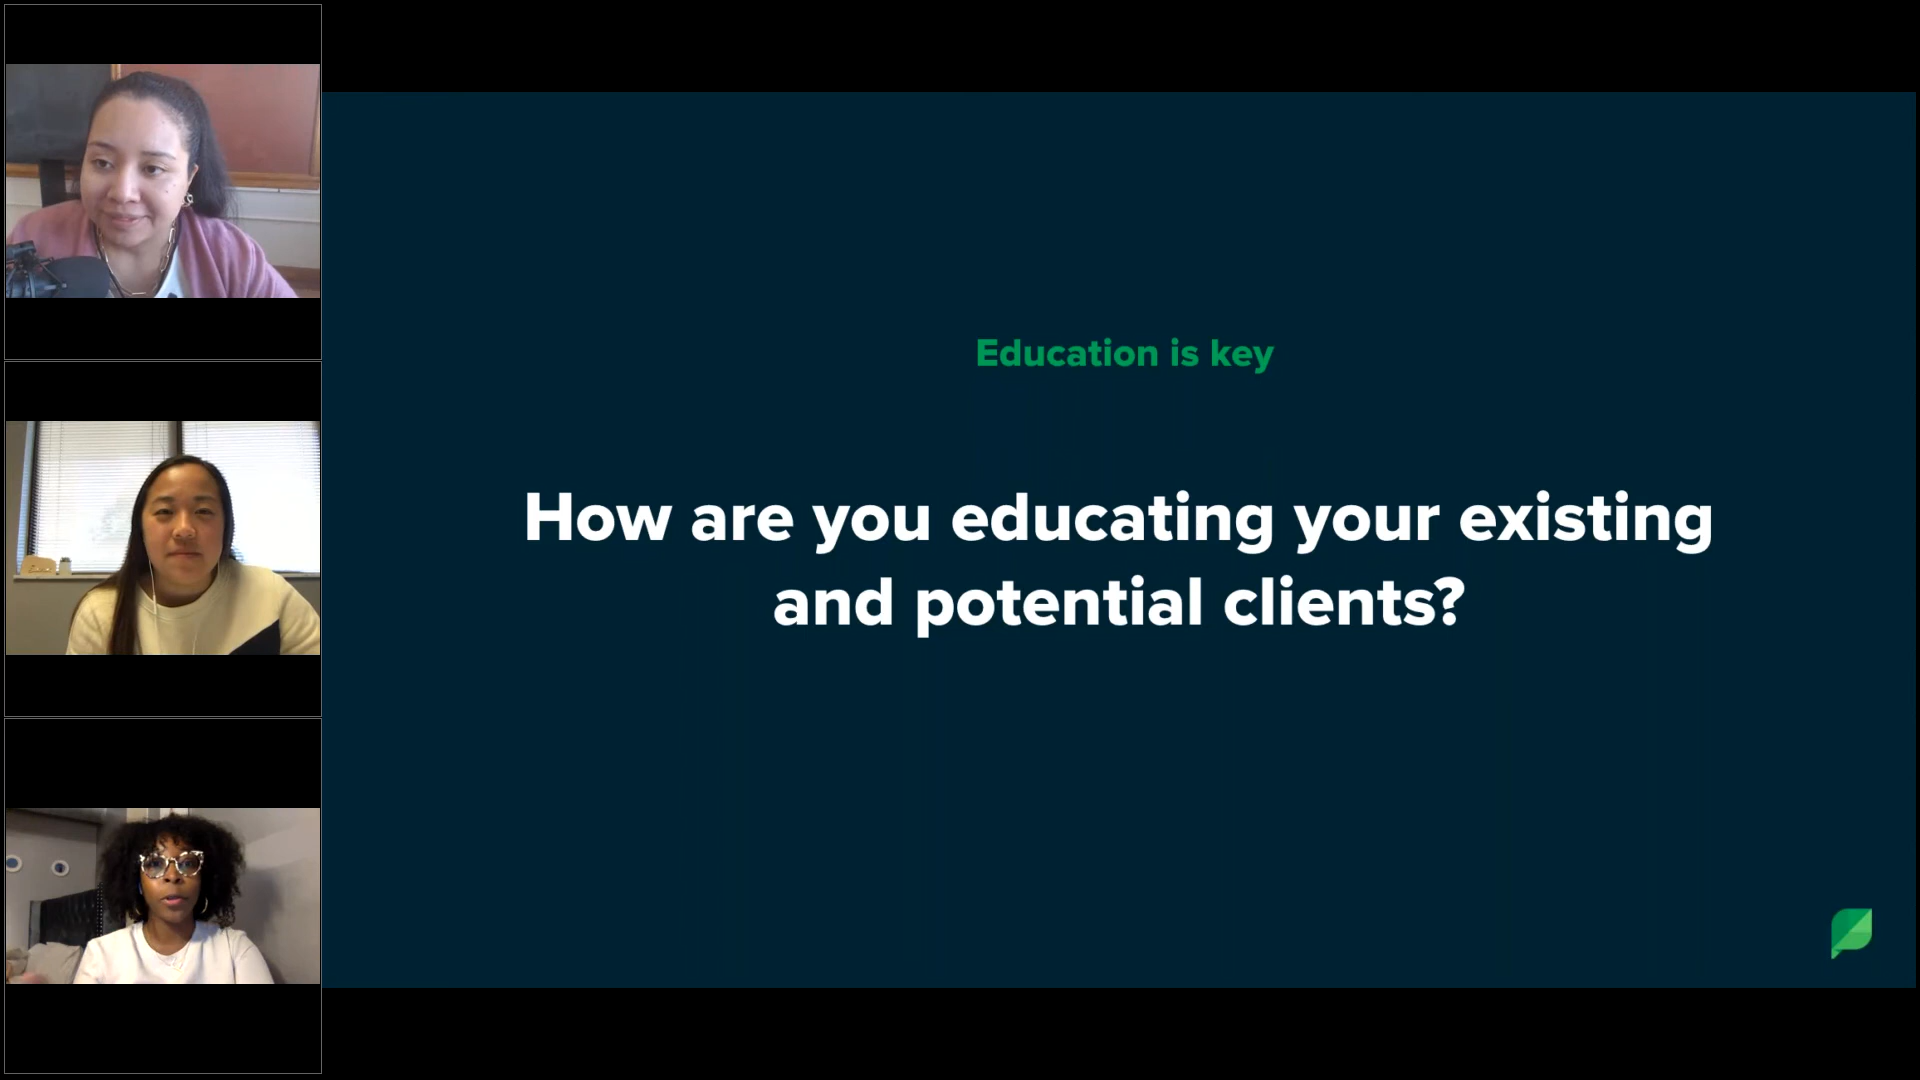 Education is key
How are you educating your existing
and potential clients?